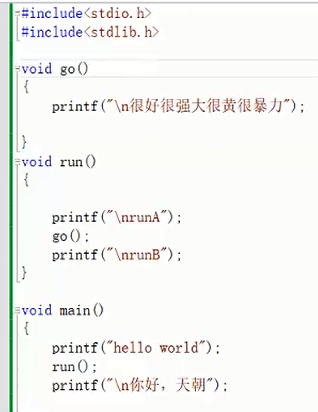 #include<stdio.h>
#include<stdlib.h>
void go()
{
printf("\n很好很强大很黄很暴力");
}
void run()
{
printf("\nrunA");
go();
printf("\nrunB");
}
void main()
{
printf("hello world");
run();
printf("\n你好，天朝");